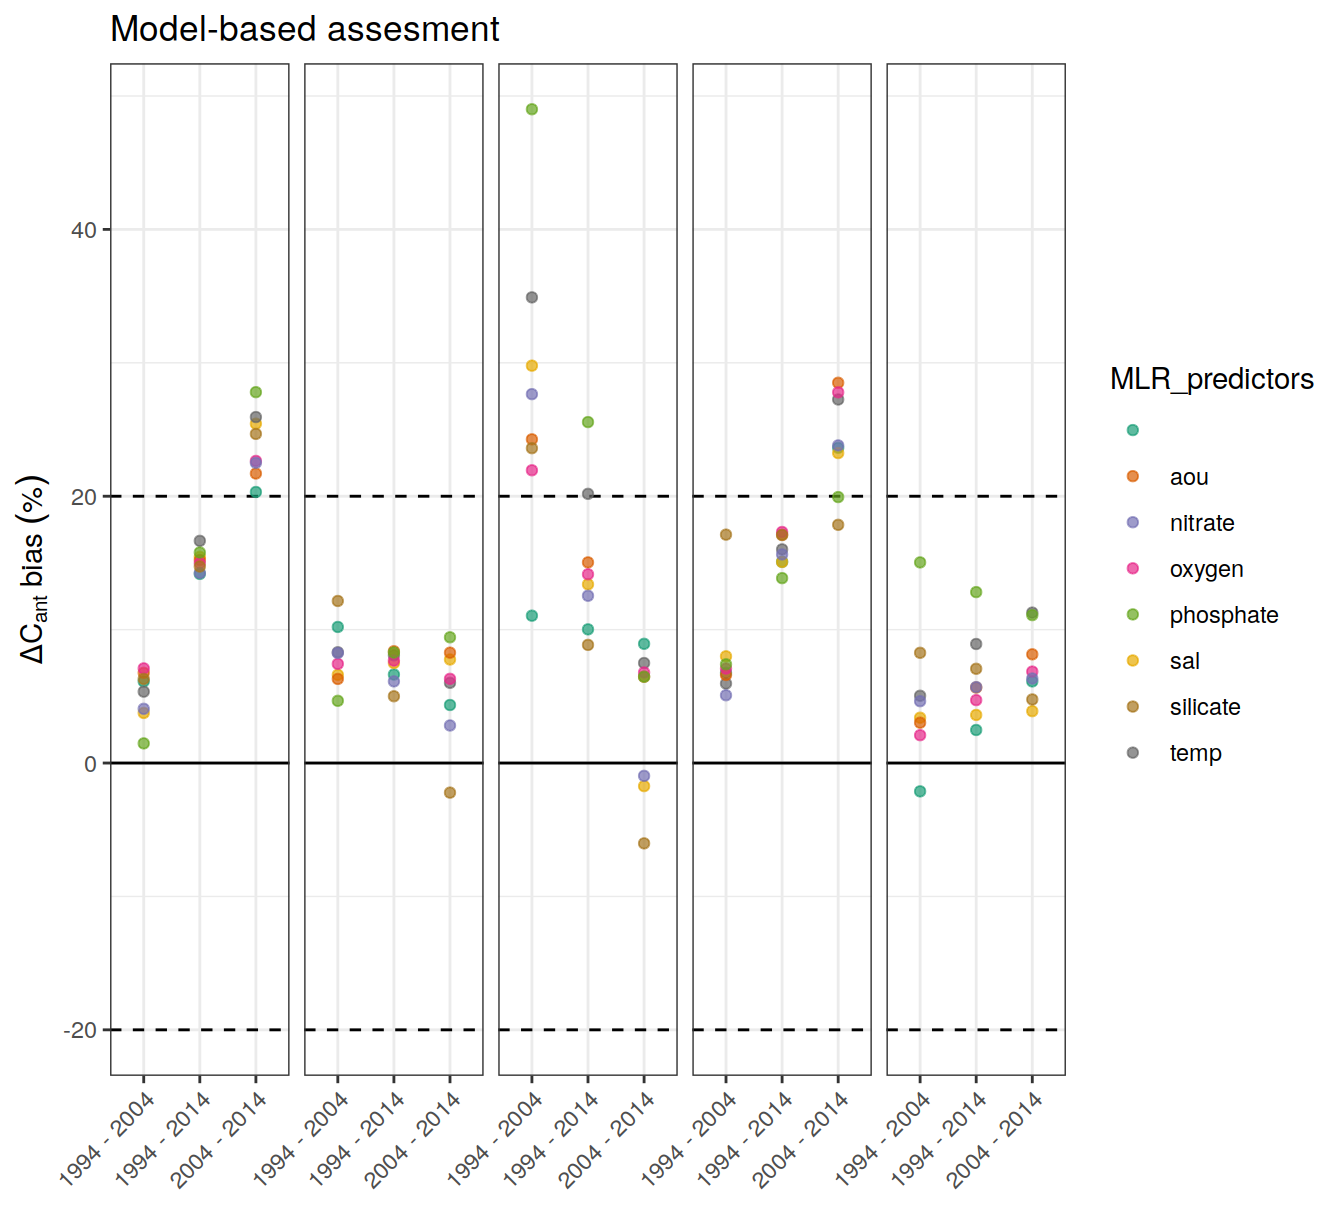 Model-based assesment
ΔCant bias (%)
40
20
0
-20
1994 - 2004
1994 - 2014
2004 - 2014
1994 - 2004
1994 - 2014
2004 - 2014
1994 - 2004
1994 - 2014
2004 - 2014
1994 - 2004
1994 - 2014
2004 - 2014
1994 - 2004
1994 - 2014
2004 - 2014
MLR_predictors
aou
nitrate
oxygen
phosphate
sal
silicate
temp